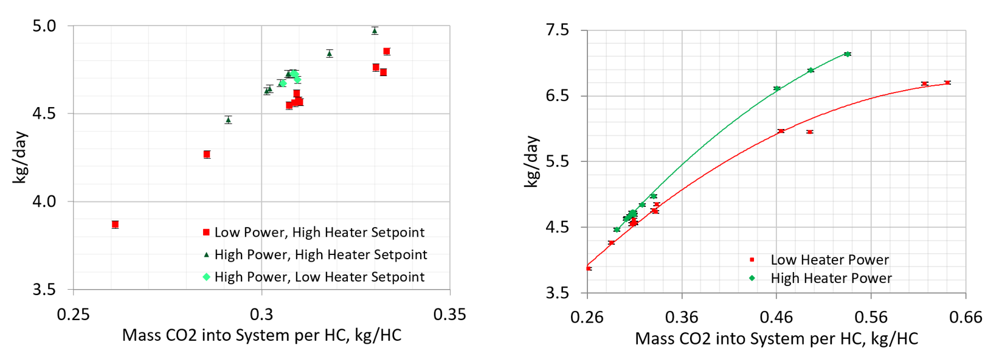 5.0
4.5
4.0
3.5
kg/day
Low Power, High Heater Setpoint
High Power, High Heater Setpoint
High Power, Low Heater Setpoint
0.25
0.3
0.35
Mass CO2 into System per HC, kg/HC
7.5
6.5
5.5
4.5
3.5
kg/day
Low Heater Power
High Heater Power
0.26
0.36
0.46
0.56
0.66
Mass CO2 into System per HC, kg/HC